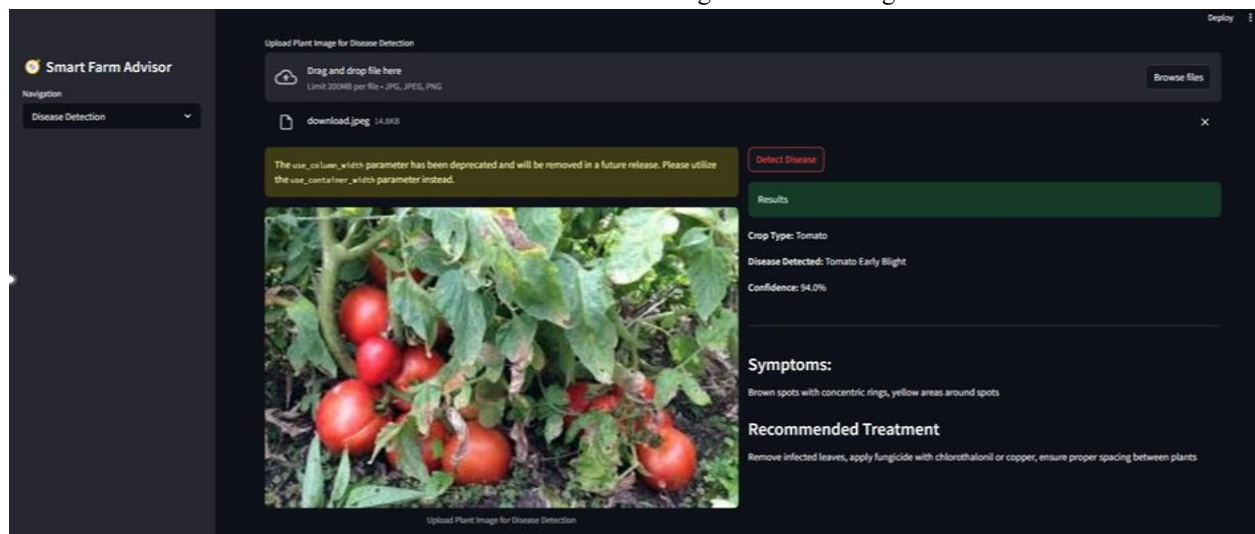 Deploy
Smart Farm Advisor
Navigation
Disease Detection
Upload Plant Image for Disease Detection
Drag and drop file here
Limit 200MB per file • JPG, JPEG, PNG
Browse files
download.jpeg 14.8KB
The use_column_width parameter has been deprecated and will be removed in a future release. Please utilize
the use_container_width parameter instead.
Upload Plant Image for Disease Detection
Detect Disease
Results
Crop Type: Tomato
Disease Detected: Tomato Early Blight
Confidence: 94.0%
Symptoms:
Brown spots with concentric rings, yellow areas around spots
Recommended Treatment
Remove infected leaves, apply fungicide with chlorothalonil or copper, ensure proper spacing between plants